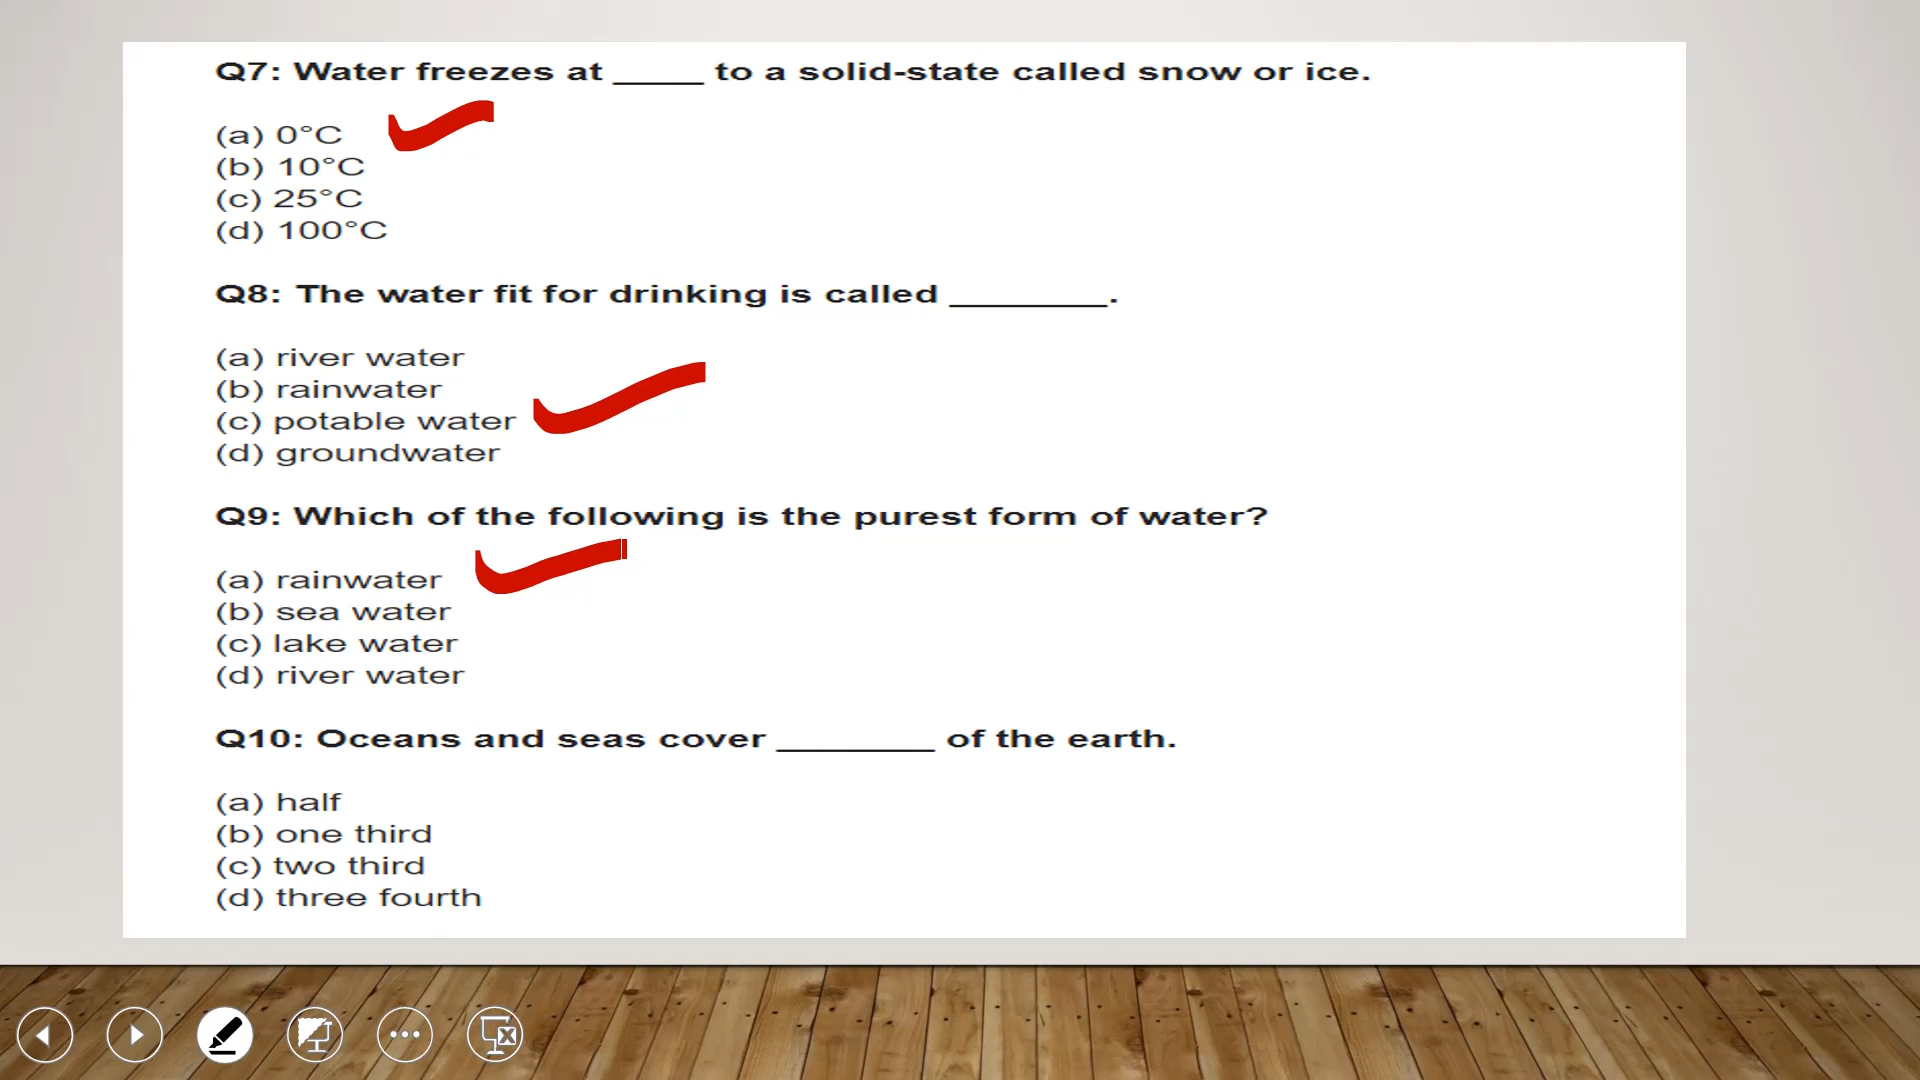 Q7: Water freezes at ____ to a solid-state called snow or ice.
(a) 0°C
(b) 10°C
(c) 25°C
(d) 100°C
Q8: The water fit for drinking is called _______.
(a) river water
(b) rainwater
(c) potable water
(d) groundwater
Q9: Which of the following is the purest form of water?
(a) rainwater
(b) sea water
(c) lake water
(d) river water
Q10: Oceans and seas cover _______ of the earth.
(a) half
(b) one third
(c) two third
(d) three fourth